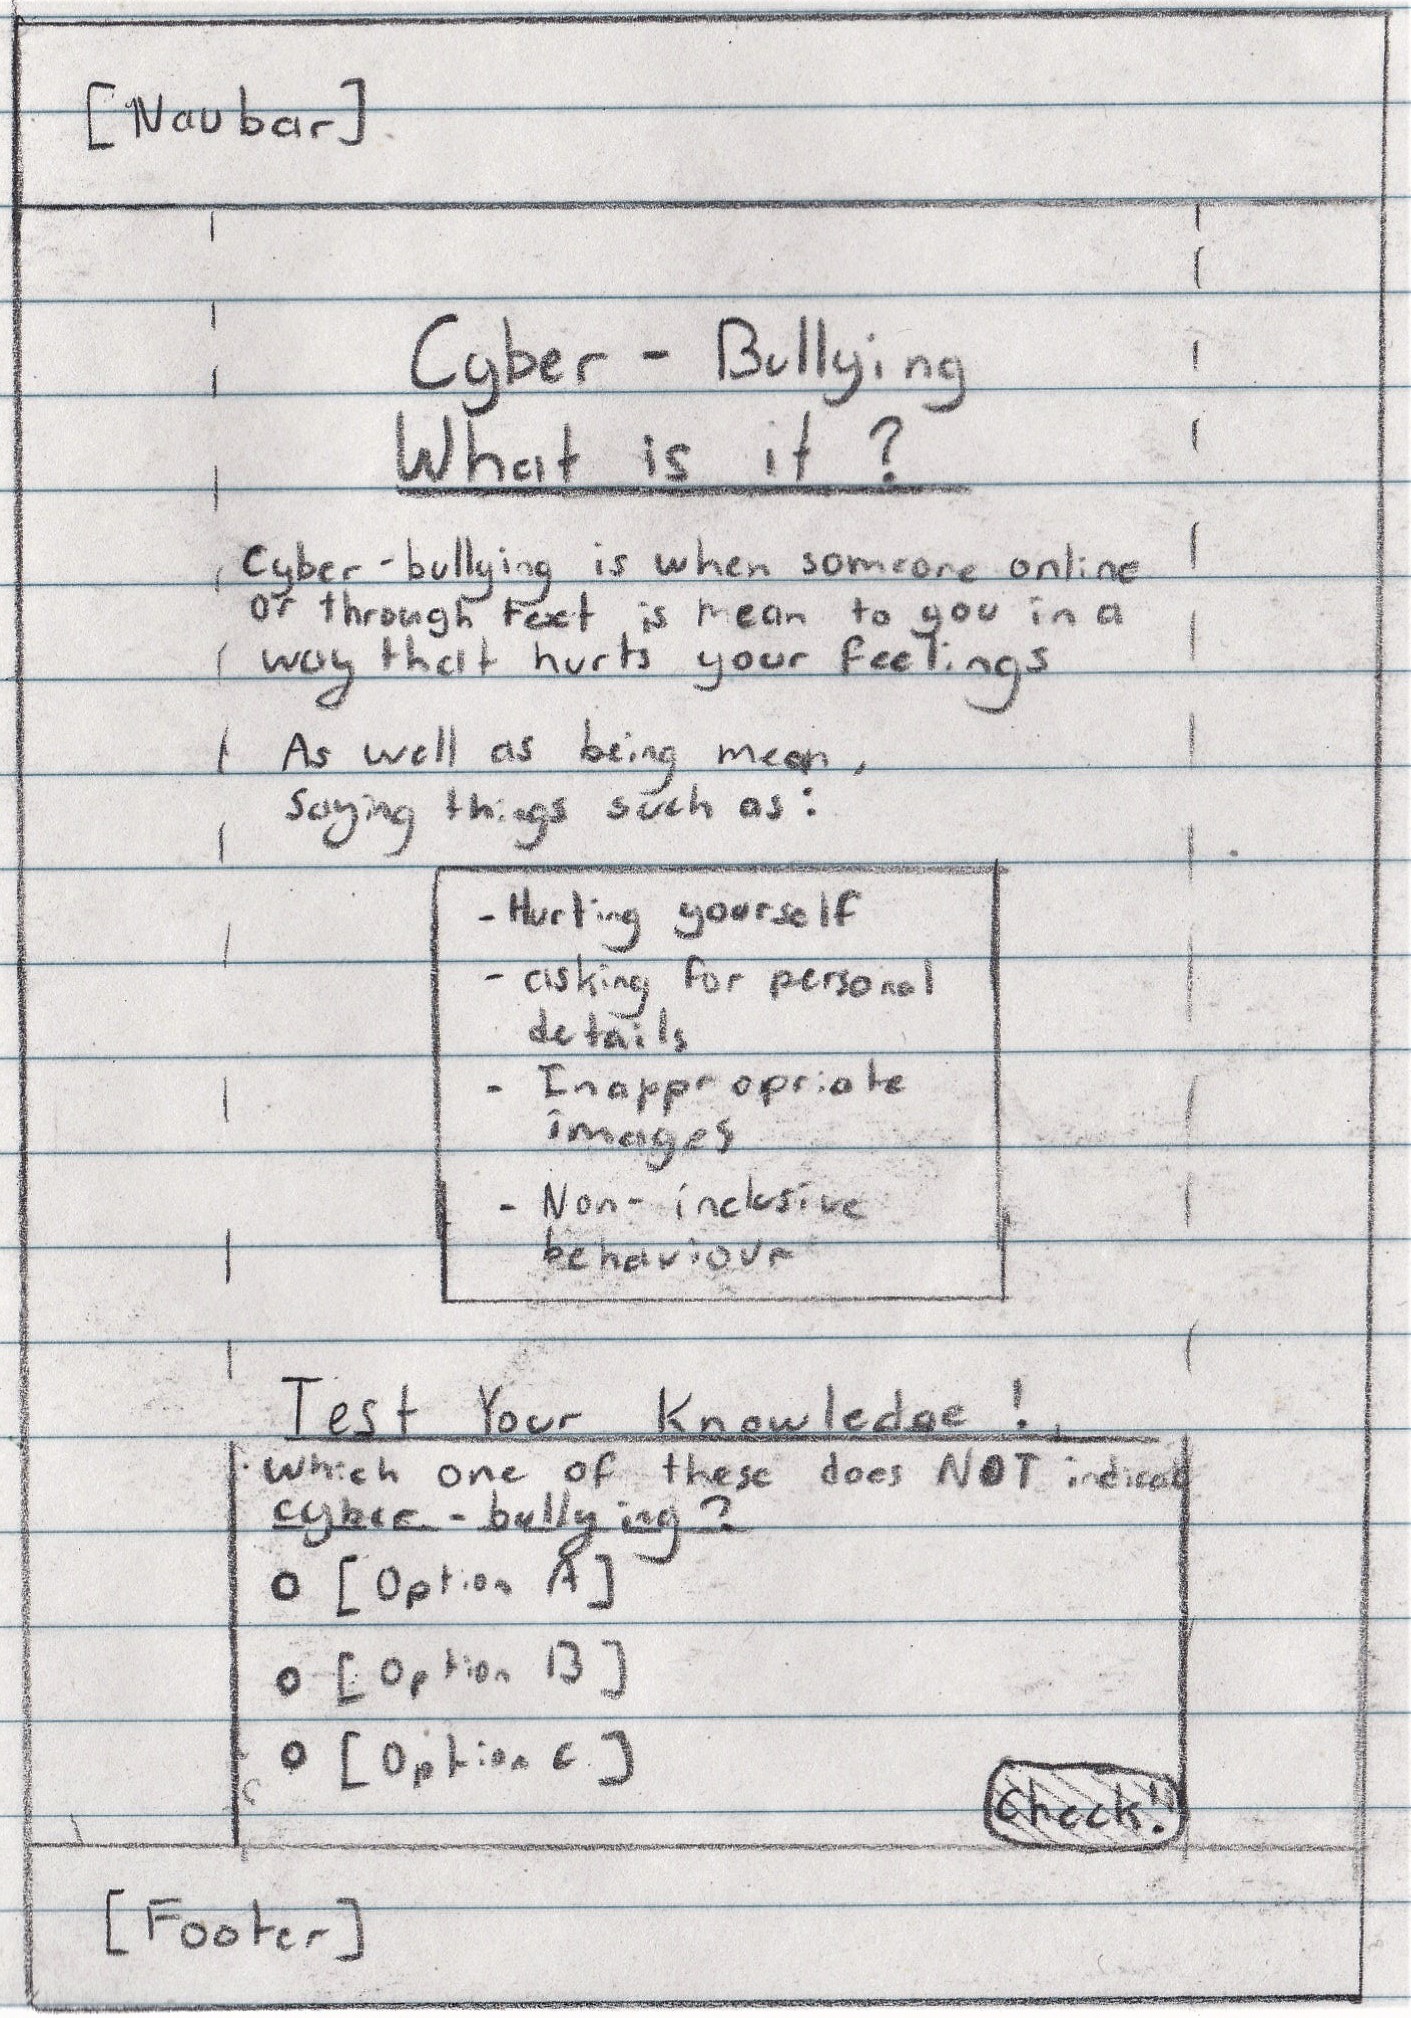 [Navbar]
Cyber - Bullying
What is it ?
Cyber-bullying is when someone online
or through text is mean to you in a
way that hurts your feelings
As well as being mean,
saying things such as:
- Hurting yourself
- asking for personal
details
- Inappropriate
images
- Non-inclusive
behaviour
Test Your Knowledge !
Which one of these does NOT indicat
cyber - bullying ?
o [Option A]
o [Option B]
o [Option C]
Check!
[Footer]